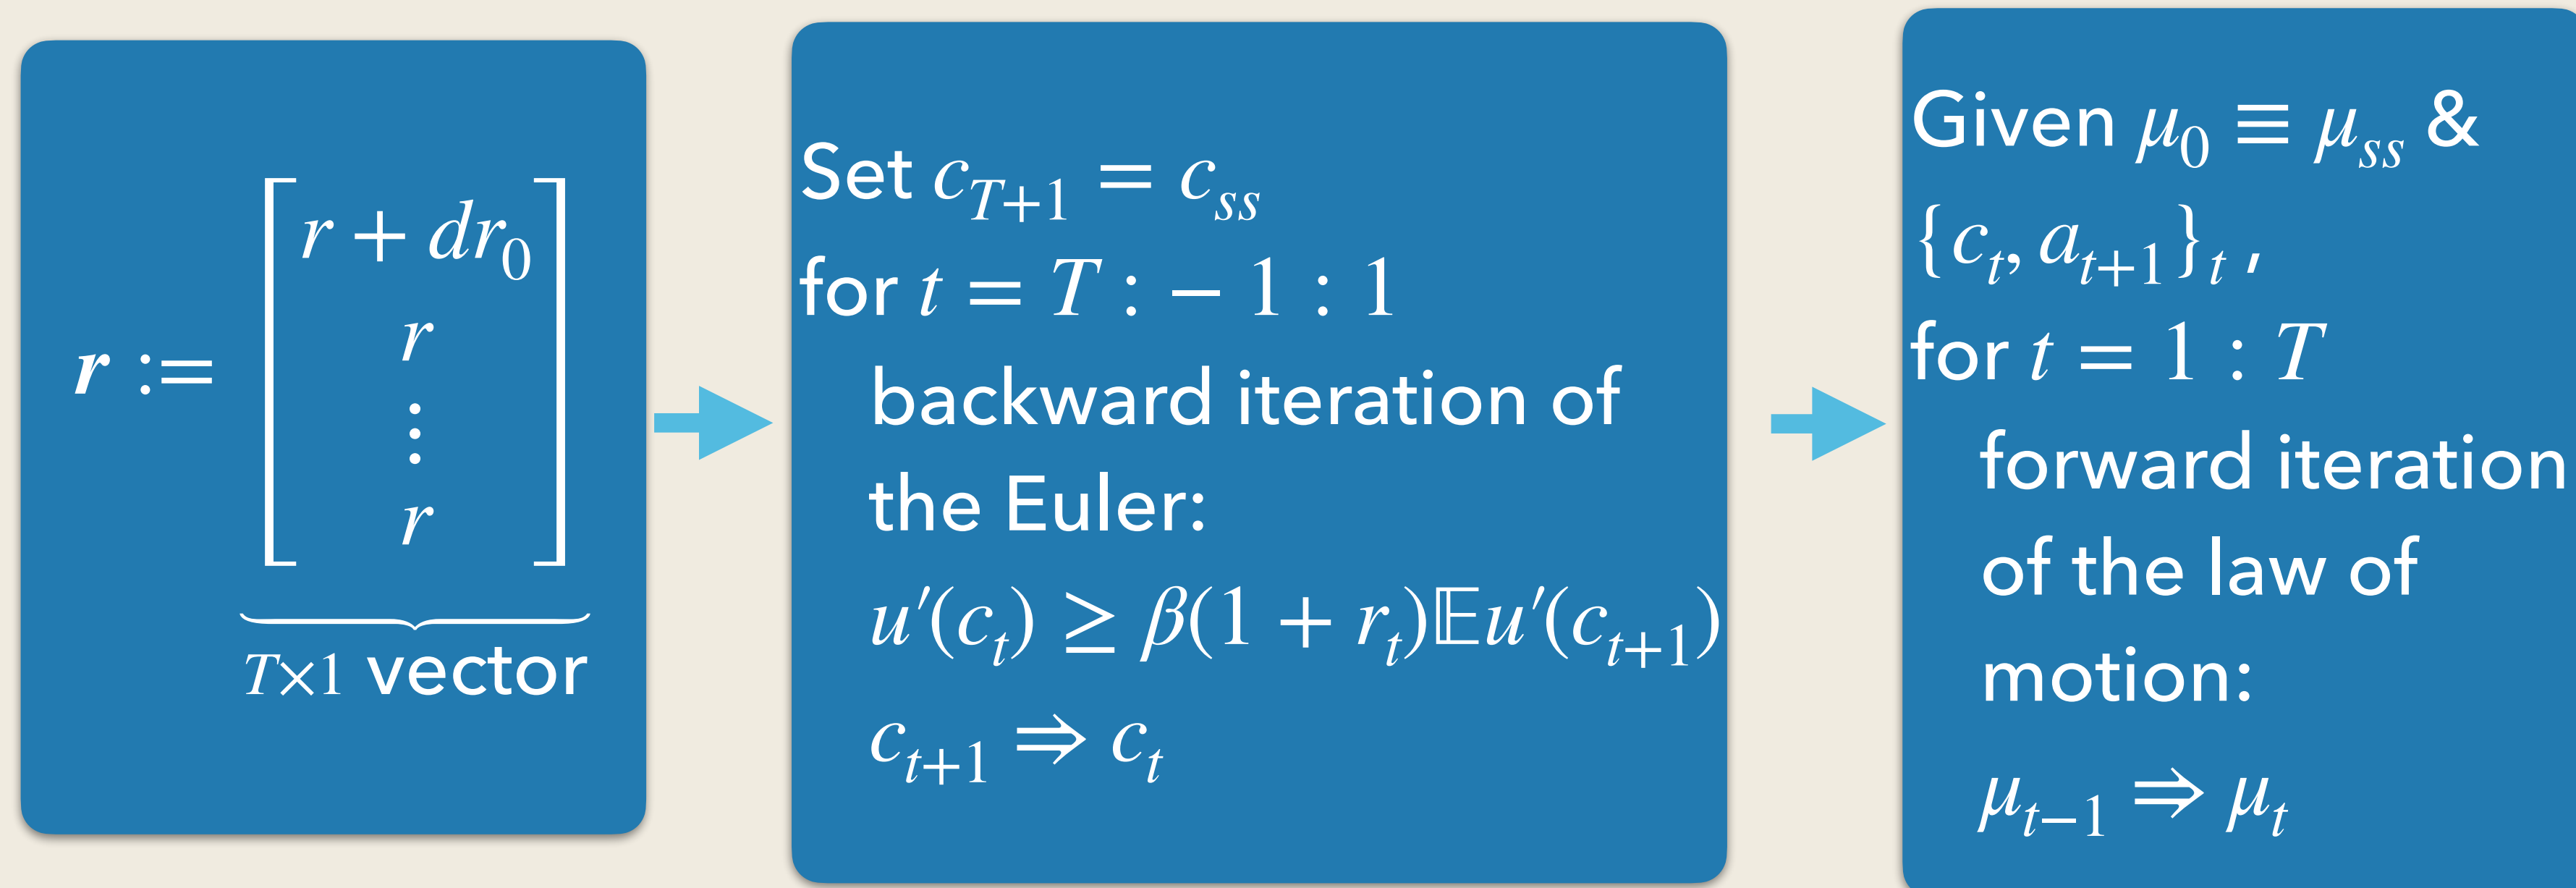 r := [r + dr₀
r
⋮
r]
T×1 vector
Set c_{T+1} = c_{ss}
for t = T : − 1 : 1
backward iteration of
the Euler:
u′(c_t) ≥ β(1 + r_t)𝔼u′(c_{t+1})
c_{t+1} ⇒ c_t
Given μ₀ ≡ μ_{ss} &
{c_t, a_{t+1}}_t ,
for t = 1 : T
forward iteration
of the law of
motion:
μ_{t−1} ⇒ μ_t